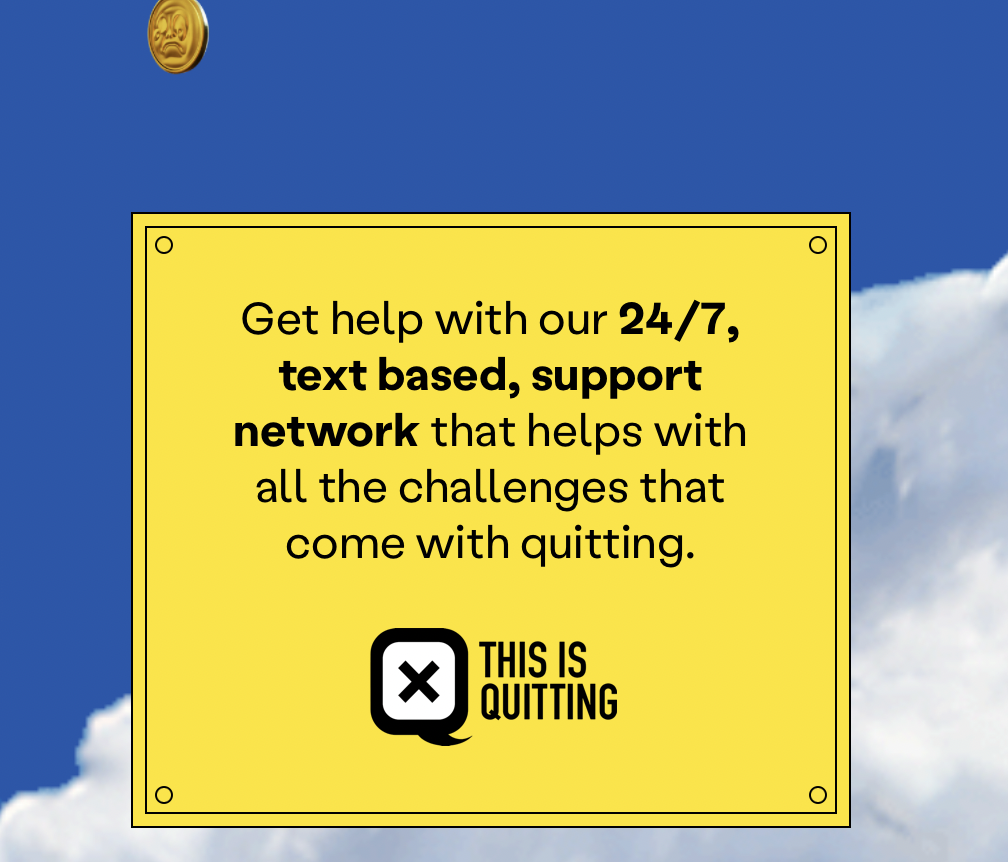 Get help with our 24/7,
text based, support
network that helps with
all the challenges that
come with quitting.
THIS IS
QUITTING